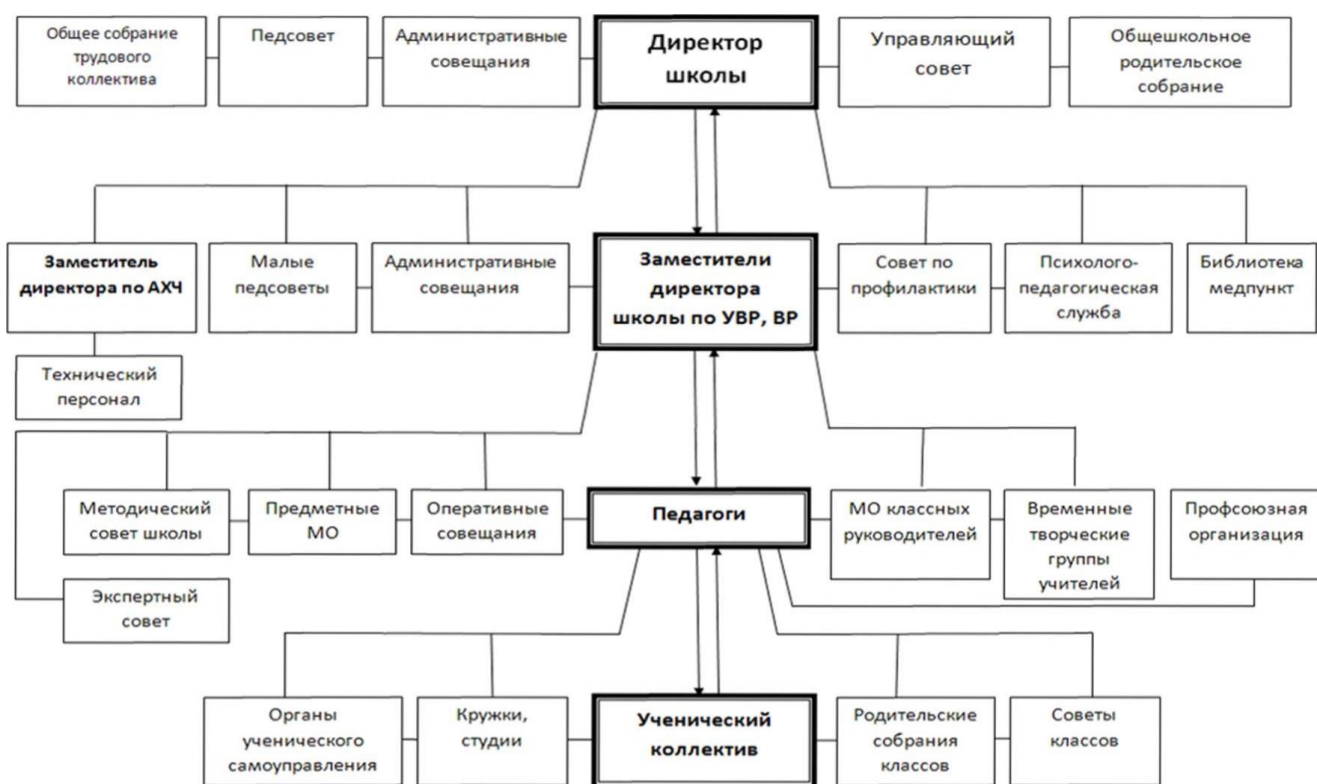 Общее собрание
трудового
коллектива
Педсовет
Административные
совещания
Директор
школы
Управляющий
совет
Общешкольное
родительское
собрание
Заместитель
директора по АХЧ
Малые
педсоветы
Административные
совещания
Заместители
директора
школы по УВР, ВР
Совет по
профилактики
Психолого-
педагогическая
служба
Библиотека
медпункт
Технический
персонал
Методический
совет школы
Предметные
МО
Оперативные
совещания
Педагоги
МО классных
руководителей
Временные
творческие
группы
учителей
Профсоюзная
организация
Экспертный
совет
Органы
ученического
самоуправления
Кружки,
студии
Ученический
коллектив
Родительские
собрания
классов
Советы
классов